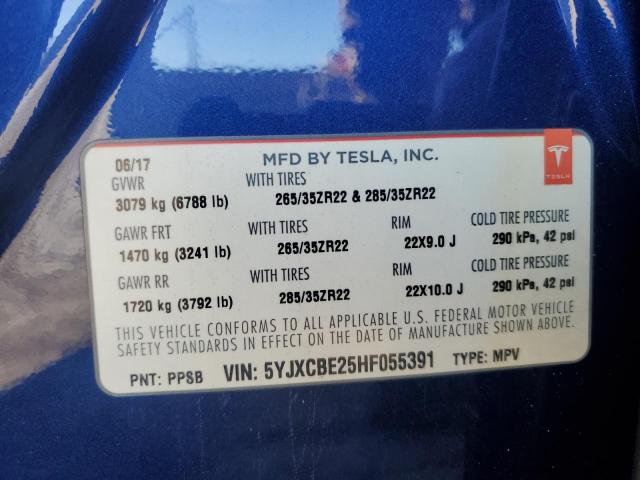 06/17 MFD BY TESLA, INC.
GVWR WITH TIRES
3079 kg (6788 lb) 265/35ZR22 & 285/35ZR22
TESLA
GAWR FRT WITH TIRES RIM COLD TIRE PRESSURE
1470 kg (3241 lb) 265/35ZR22 22X9.0 J 290 kPs, 42 psi
GAWR RR WITH TIRES RIM COLD TIRE PRESSURE
1720 kg (3792 lb) 285/35ZR22 22X10.0 J 290 kPs, 42 psi
THIS VEHICLE CONFORMS TO ALL APPLICABLE U.S. FEDERAL MOTOR VEHICLE
SAFETY STANDARDS IN EFFECT ON THE DATE OF MANUFACTURE SHOWN ABOVE.
PNT: PPSB VIN: 5YJXCBE25HF055391 TYPE: MPV